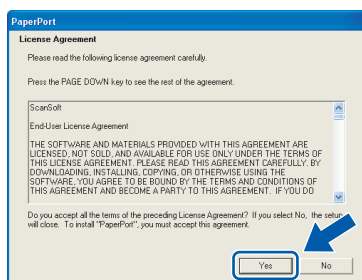 PaperPort
License Agreement
Please read the following license agreement carefully.
Press the PAGE DOWN key to see the rest of the agreement.
ScanSoft
End-User License Agreement
THE SOFTWARE AND MATERIALS PROVIDED WITH THIS AGREEMENT ARE
LICENSED, NOT SOLD, AND AVAILABLE FOR USE ONLY UNDER THE TERMS OF
THIS LICENSE AGREEMENT. PLEASE READ THIS AGREEMENT CAREFULLY. BY
DOWNLOADING, INSTALLING, COPYING, OR OTHERWISE USING THE
SOFTWARE, YOU AGREE TO BE BOUND BY THE TERMS AND CONDITIONS OF
THIS AGREEMENT AND BECOME A PARTY TO THIS AGREEMENT. IF YOU DO
Do you accept all the terms of the preceding License Agreement? If you select No, the setup
will close. To install "PaperPort", you must accept this agreement.
Yes
No